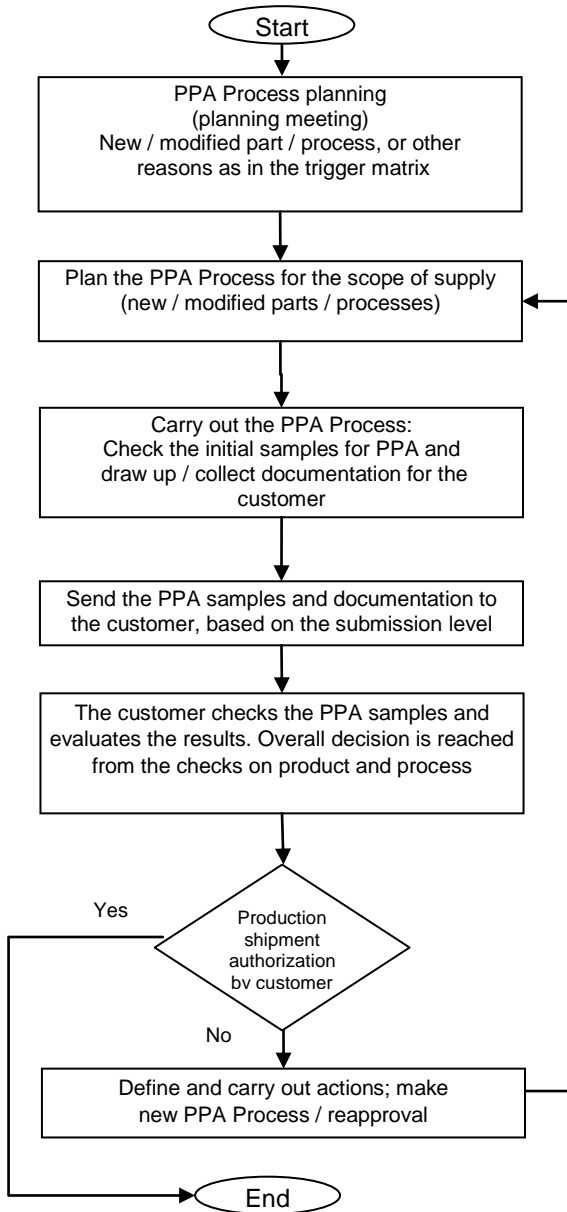 Start
PPA Process planning
(planning meeting)
New / modified part / process, or other
reasons as in the trigger matrix
Plan the PPA Process for the scope of supply
(new / modified parts / processes)
Carry out the PPA Process:
Check the initial samples for PPA and
draw up / collect documentation for the
customer
Send the PPA samples and documentation to
the customer, based on the submission level
The customer checks the PPA samples and
evaluates the results. Overall decision is reached
from the checks on product and process
Yes
Production
shipment
authorization
by customer
No
Define and carry out actions; make
new PPA Process / reapproval
End